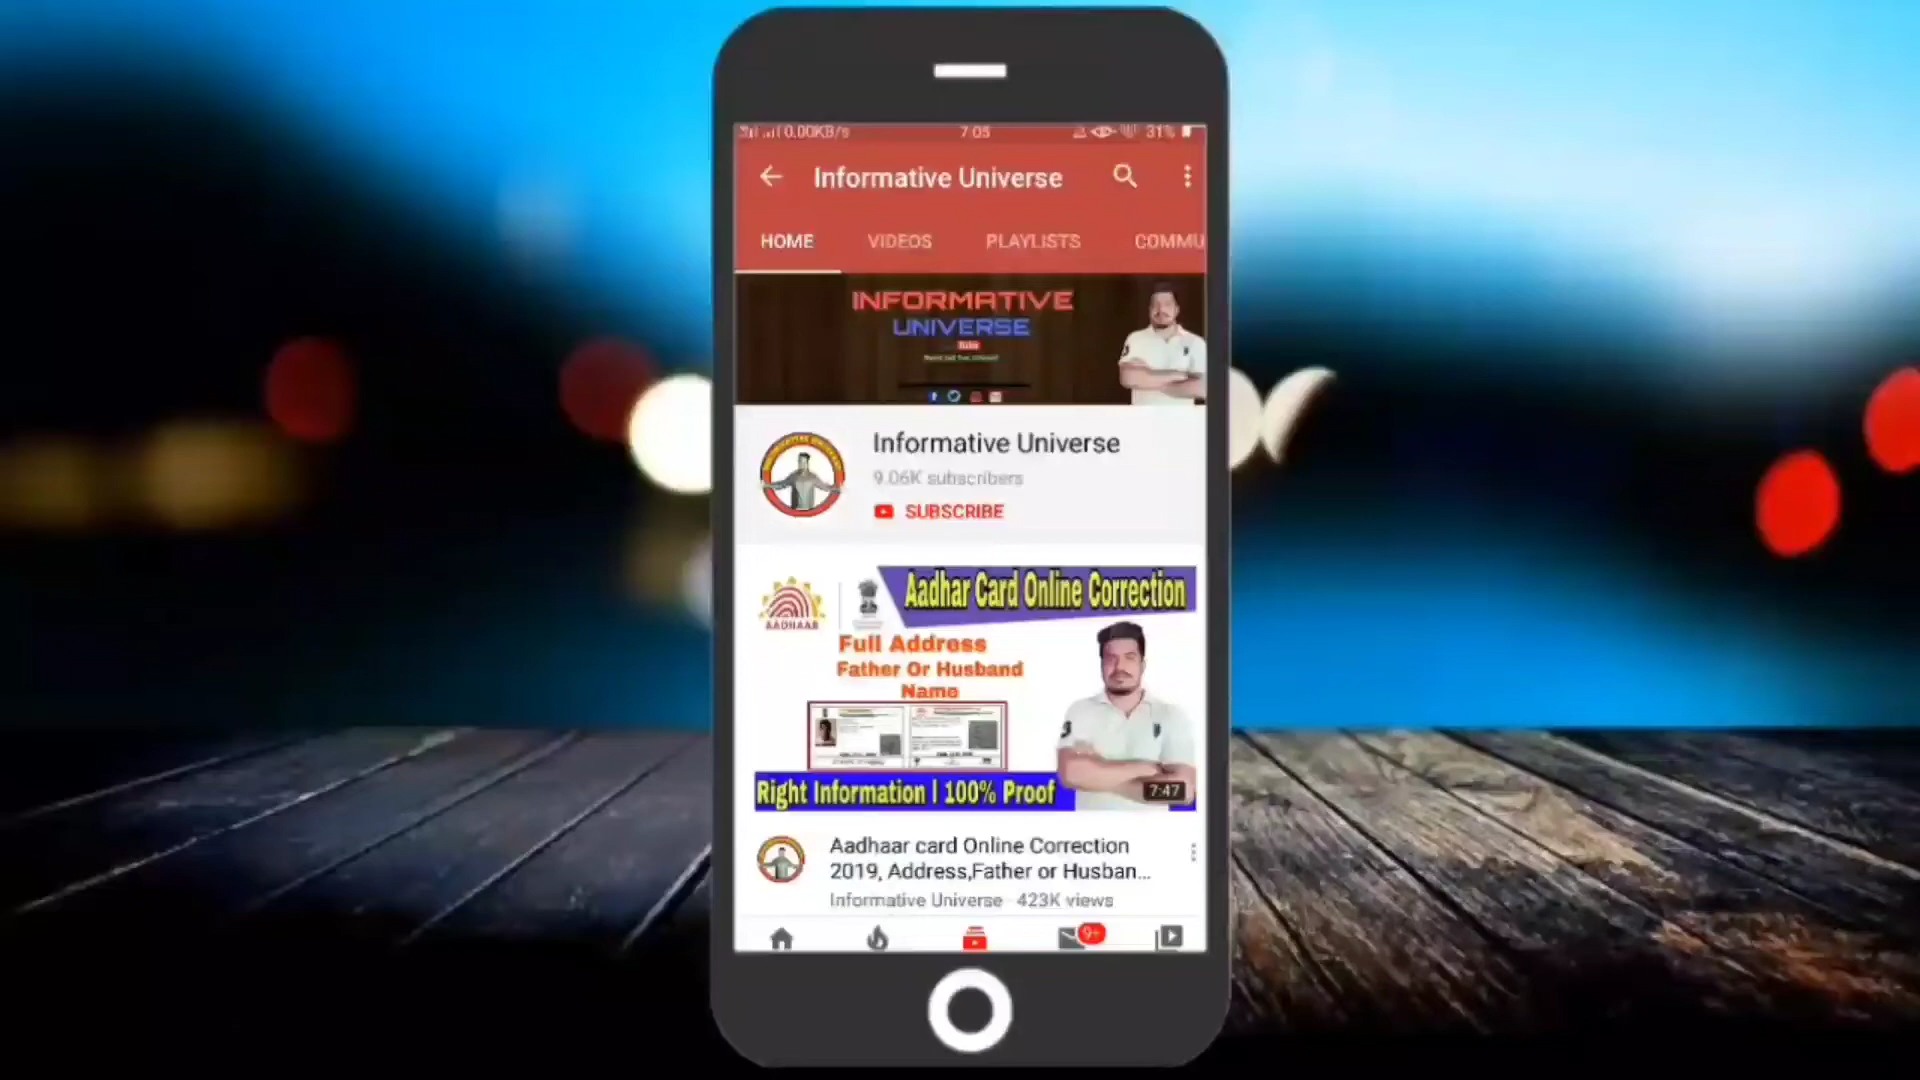 0.00KB/s 7:05 31%
Informative Universe
HOME VIDEOS PLAYLISTS COMMU
INFORMATIVE
UNIVERSE
Informative Universe
9.06K subscribers
SUBSCRIBE
Aadhar Card Online Correction
AADHAAR
Full Address
Father Or Husband
Name
Right Information | 100% Proof
7:47
Aadhaar card Online Correction
2019, Address,Father or Husban...
Informative Universe · 423K views
9+